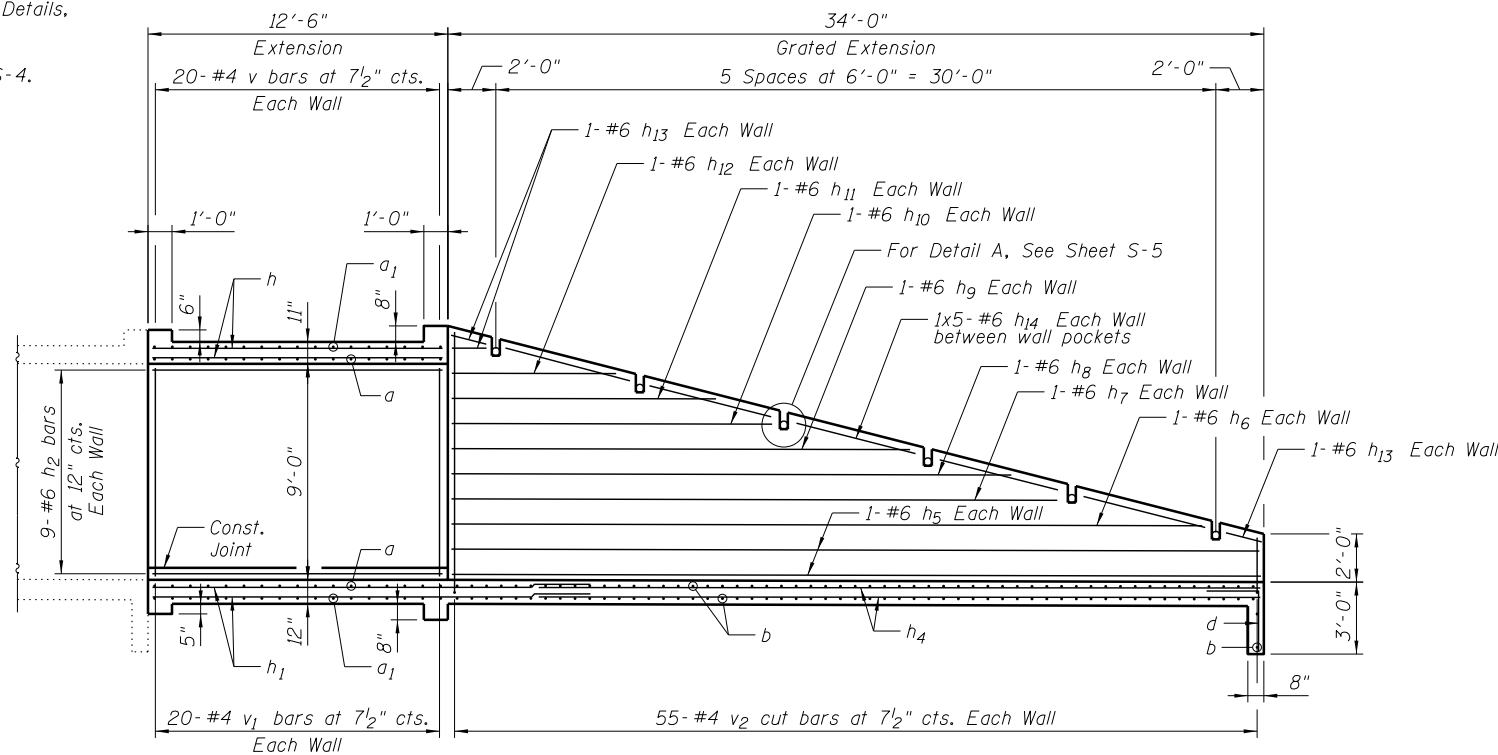 Details,
S-4.
12'-6"
Extension
20- #4 v bars at 7 1/2" cts.
Each Wall
34'-0"
Grated Extension
2'-0"
5 Spaces at 6'-0" = 30'-0"
2'-0"
1- #6 h13 Each Wall
1- #6 h12 Each Wall
1- #6 h11 Each Wall
1- #6 h10 Each Wall
For Detail A, See Sheet S-5
1- #6 h9 Each Wall
1x5- #6 h14 Each Wall
between wall pockets
1- #6 h8 Each Wall
1- #6 h7 Each Wall
1- #6 h6 Each Wall
1- #6 h13 Each Wall
1'-0"
1'-0"
h
a1
6"
11"
8"
a
9- #6 h2 bars
at 12" cts.
Each Wall
9'-0"
Const.
Joint
a
1- #6 h5 Each Wall
2'-0"
3'-0"
5"
12"
8"
h1
a1
b
h4
d
b
8"
20- #4 v1 bars at 7 1/2" cts.
Each Wall
55- #4 v2 cut bars at 7 1/2" cts. Each Wall